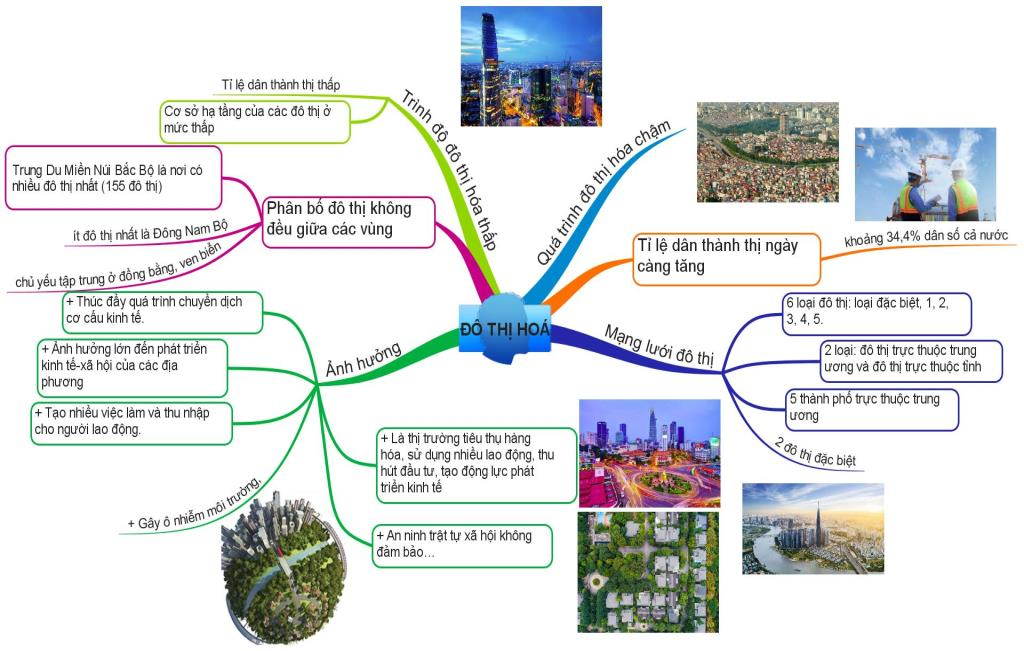 ĐÔ THỊ HOÁ
Trình độ đô thị hóa thấp
Tỉ lệ dân thành thị thấp
Cơ sở hạ tầng của các đô thị ở
mức thấp
Phân bố đô thị không
đều giữa các vùng
Trung Du Miền Núi Bắc Bộ là nơi có
nhiều đô thị nhất (155 đô thị)
ít đô thị nhất là Đông Nam Bộ
chủ yếu tập trung ở đồng bằng, ven biển
Ảnh hưởng
+ Thúc đẩy quá trình chuyển dịch
cơ cấu kinh tế.
+ Ảnh hưởng lớn đến phát triển
kinh tế-xã hội của các địa
phương
+ Tạo nhiều việc làm và thu nhập
cho người lao động.
+ Gây ô nhiễm môi trường,
+ Là thị trường tiêu thụ hàng
hóa, sử dụng nhiều lao động, thu
hút đầu tư, tạo động lực phát
triển kinh tế
+ An ninh trật tự xã hội không
đảm bảo…
Quá trình đô thị hóa chậm
Tỉ lệ dân thành thị ngày
càng tăng
khoảng 34,4% dân số cả nước
Mạng lưới đô thị
6 loại đô thị: loại đặc biệt, 1, 2,
3, 4, 5.
2 loại: đô thị trực thuộc trung
ương và đô thị trực thuộc tỉnh
5 thành phố trực thuộc trung
ương
2 đô thị đặc biệt